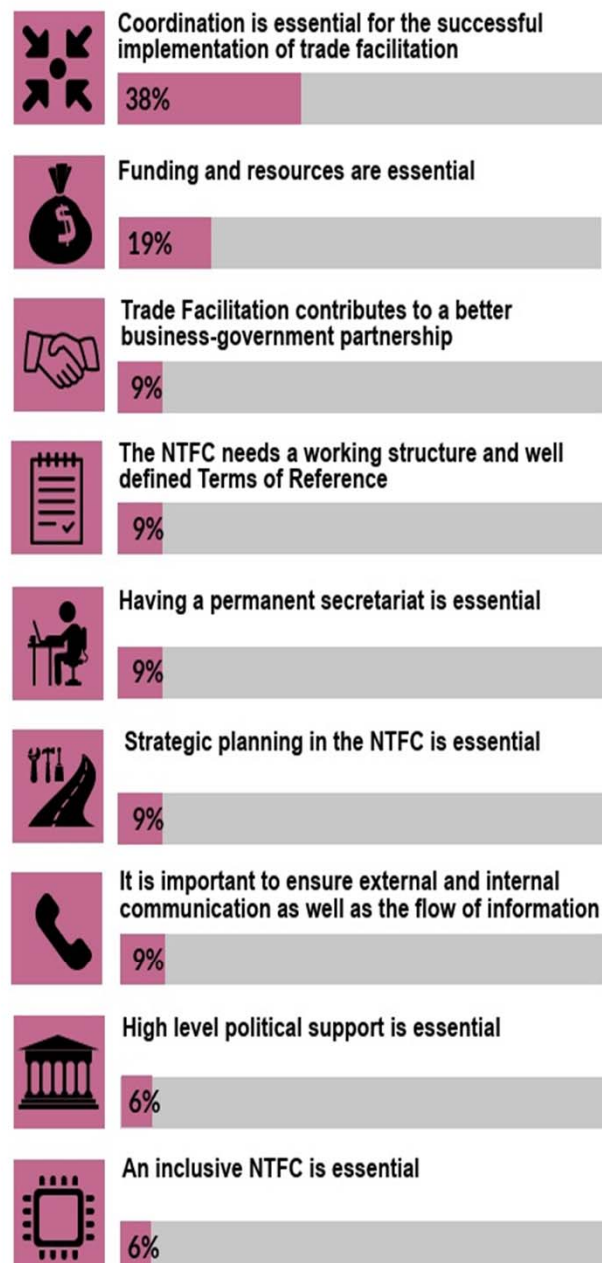 Coordination is essential for the successful
implementation of trade facilitation
38%
Funding and resources are essential
$
19%
Trade Facilitation contributes to a better
business-government partnership
9%
The NTFC needs a working structure and well
defined Terms of Reference
9%
Having a permanent secretariat is essential
9%
Strategic planning in the NTFC is essential
9%
It is important to ensure external and internal
communication as well as the flow of information
9%
High level political support is essential
6%
An inclusive NTFC is essential
6%